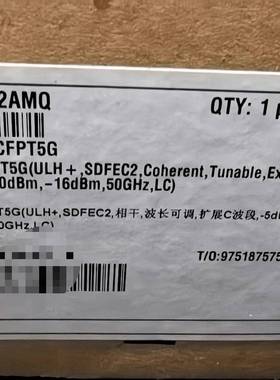 2AMQ
QTY: 1 p
CFPT5G
T5G(ULH+,SDFEC2,Coherent,Tunable,Ex
0dBm,-16dBm,50GHz,LC)
T5G(ULH+,SDFEC2,相干,波长可调,扩展C波段,-5dB
0GHz,LC)
T/O:975187575